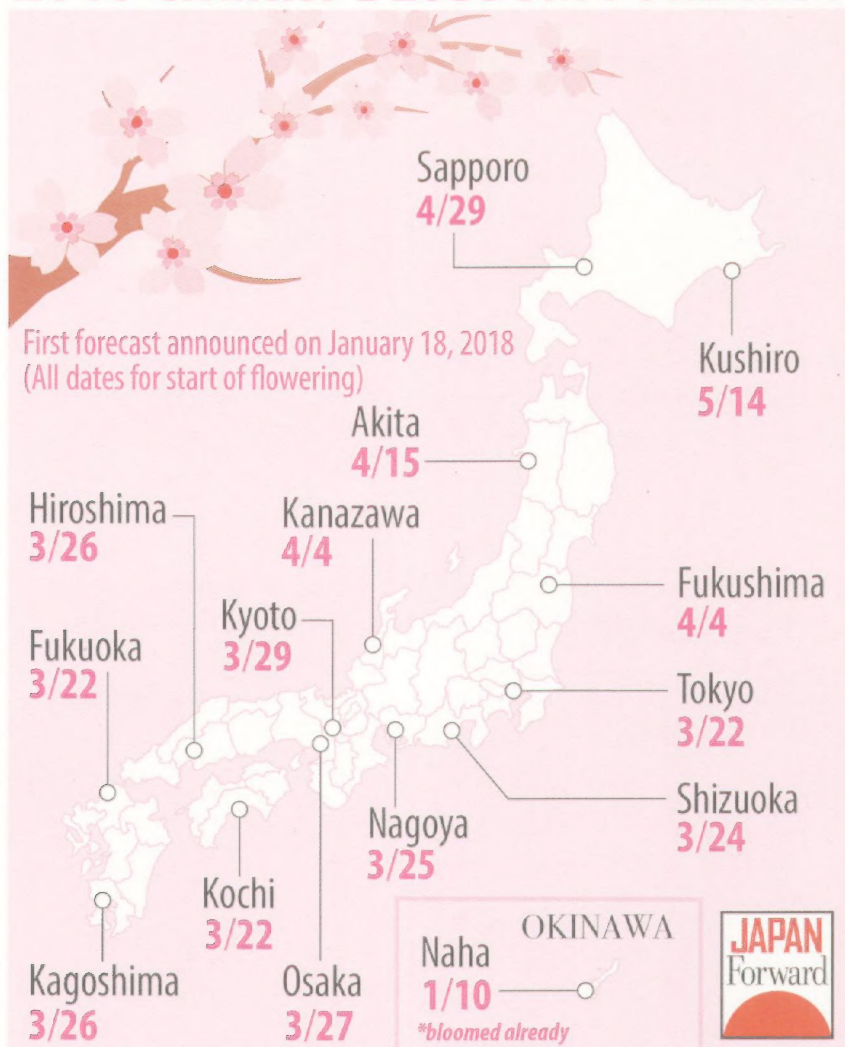 Sapporo
4/29
First forecast announced on January 18, 2018
(All dates for start of flowering)
Kushiro
5/14
Akita
4/15
Hiroshima
3/26
Kanazawa
4/4
Fukushima
4/4
Kyoto
3/29
Fukuoka
3/22
Tokyo
3/22
Shizuoka
3/24
Nagoya
3/25
Kochi
3/22
Kagoshima
3/26
Osaka
3/27
OKINAWA
Naha
1/10
*bloomed already
JAPAN
Forward